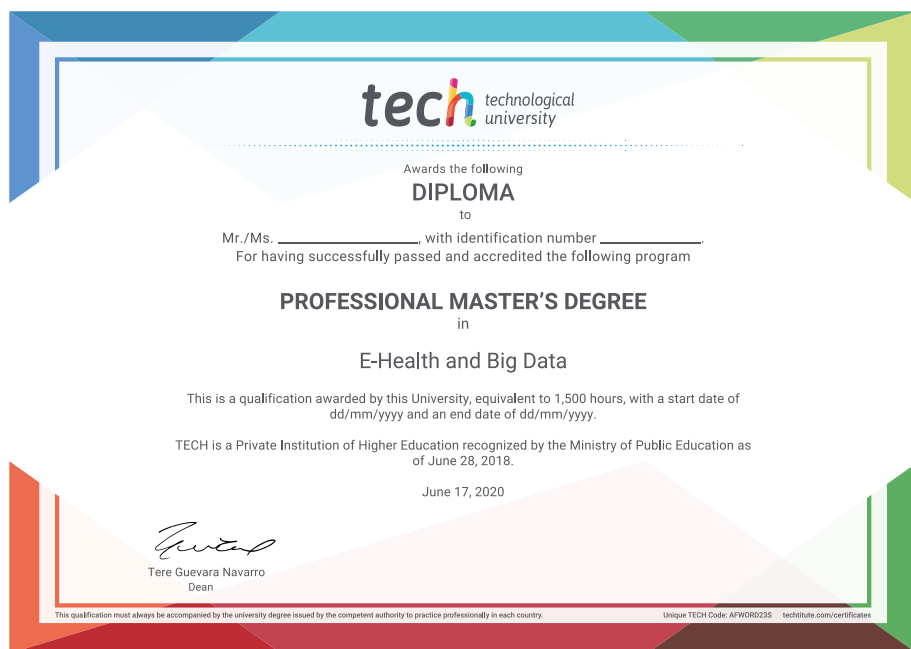 tech technological
university
Awards the following
DIPLOMA
to
Mr./Ms. ____________________, with identification number ______________.
For having successfully passed and accredited the following program
PROFESSIONAL MASTER'S DEGREE
in
E-Health and Big Data
This is a qualification awarded by this University, equivalent to 1,500 hours, with a start date of
dd/mm/yyyy and an end date of dd/mm/yyyy.
TECH is a Private Institution of Higher Education recognized by the Ministry of Public Education as
of June 28, 2018.
June 17, 2020
Tere Guevara Navarro
Dean
This qualification must always be accompanied by the university degree issued by the competent authority to practice professionally in each country. Unique TECH Code: AFWORD23S techtitute.com/certificates